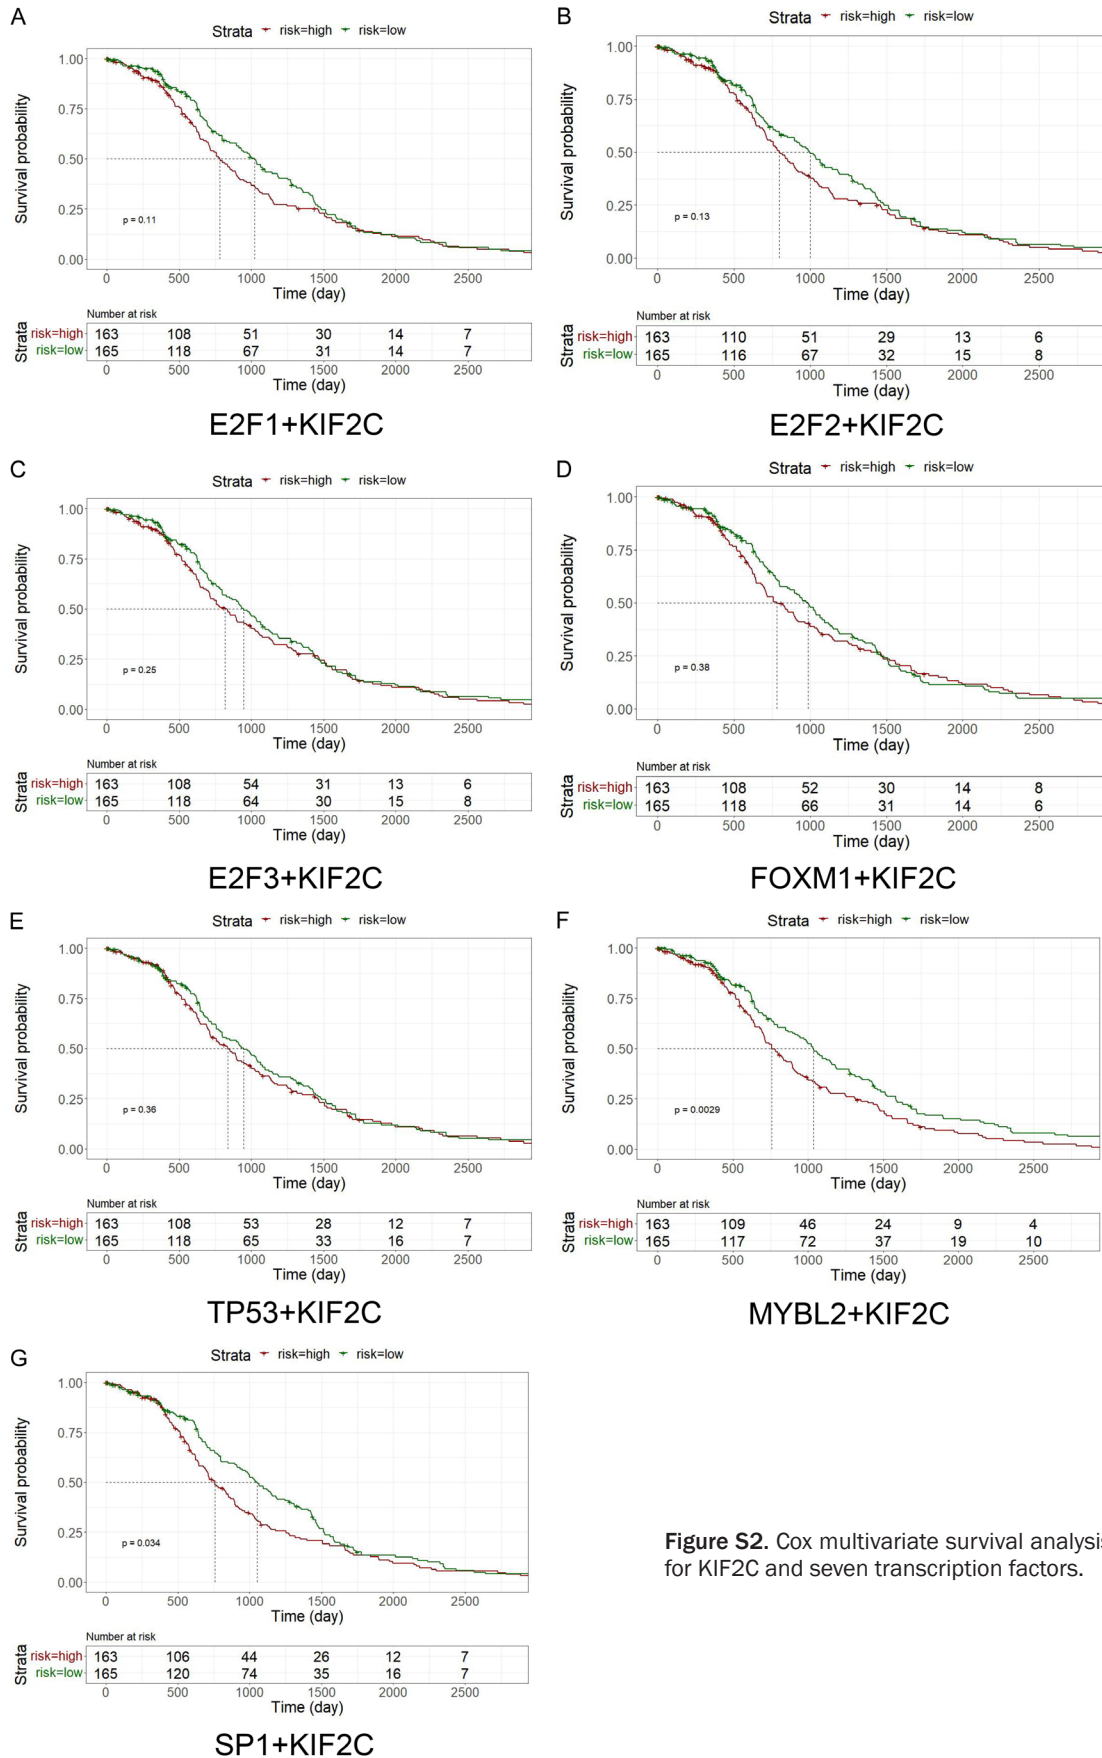 A
Strata risk=high risk=low
Survival probability
1.00
0.75
0.50
0.25
0.00
p = 0.11
0 500 1000 1500 2000 2500
Time (day)
Number at risk
Strata
risk=high 163 108 51 30 14 7
risk=low 165 118 67 31 14 7
0 500 1000 1500 2000 2500
Time (day)
E2F1+KIF2C
B
Strata risk=high risk=low
Survival probability
1.00
0.75
0.50
0.25
0.00
p = 0.13
0 500 1000 1500 2000 2500
Time (day)
Number at risk
Strata
risk=high 163 110 51 29 13 6
risk=low 165 116 67 32 15 8
0 500 1000 1500 2000 2500
Time (day)
E2F2+KIF2C
C
Strata risk=high risk=low
Survival probability
1.00
0.75
0.50
0.25
0.00
p = 0.25
0 500 1000 1500 2000 2500
Time (day)
Number at risk
Strata
risk=high 163 108 54 31 13 6
risk=low 165 118 64 30 15 8
0 500 1000 1500 2000 2500
Time (day)
E2F3+KIF2C
D
Strata risk=high risk=low
Survival probability
1.00
0.75
0.50
0.25
0.00
p = 0.38
0 500 1000 1500 2000 2500
Time (day)
Number at risk
Strata
risk=high 163 108 52 30 14 8
risk=low 165 118 66 31 14 6
0 500 1000 1500 2000 2500
Time (day)
FOXM1+KIF2C
E
Strata risk=high risk=low
Survival probability
1.00
0.75
0.50
0.25
0.00
p = 0.36
0 500 1000 1500 2000 2500
Time (day)
Number at risk
Strata
risk=high 163 108 53 28 12 7
risk=low 165 118 65 33 16 7
0 500 1000 1500 2000 2500
Time (day)
TP53+KIF2C
F
Strata risk=high risk=low
Survival probability
1.00
0.75
0.50
0.25
0.00
p = 0.0029
0 500 1000 1500 2000 2500
Time (day)
Number at risk
Strata
risk=high 163 109 46 24 9 4
risk=low 165 117 72 37 19 10
0 500 1000 1500 2000 2500
Time (day)
MYBL2+KIF2C
G
Strata risk=high risk=low
Survival probability
1.00
0.75
0.50
0.25
0.00
p = 0.034
0 500 1000 1500 2000 2500
Time (day)
Number at risk
Strata
risk=high 163 106 44 26 12 7
risk=low 165 120 74 35 16 7
0 500 1000 1500 2000 2500
Time (day)
SP1+KIF2C
Figure S2. Cox multivariate survival analysis
for KIF2C and seven transcription factors.